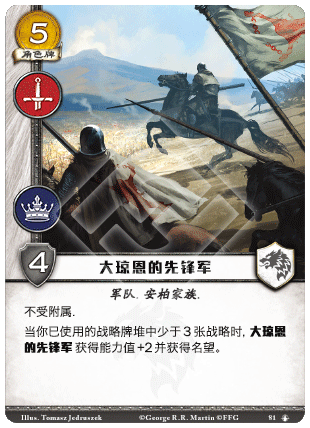 5
角色牌
4
大琼恩的先锋军
军队. 安柏家族.
不受附属.
当你已使用的战略牌堆中少于3张战略时, 大琼恩
的先锋军 获得能力值+2并获得名望。
Illus. Tomasz Jedruszek ©George R.R. Martin ©FFG 81